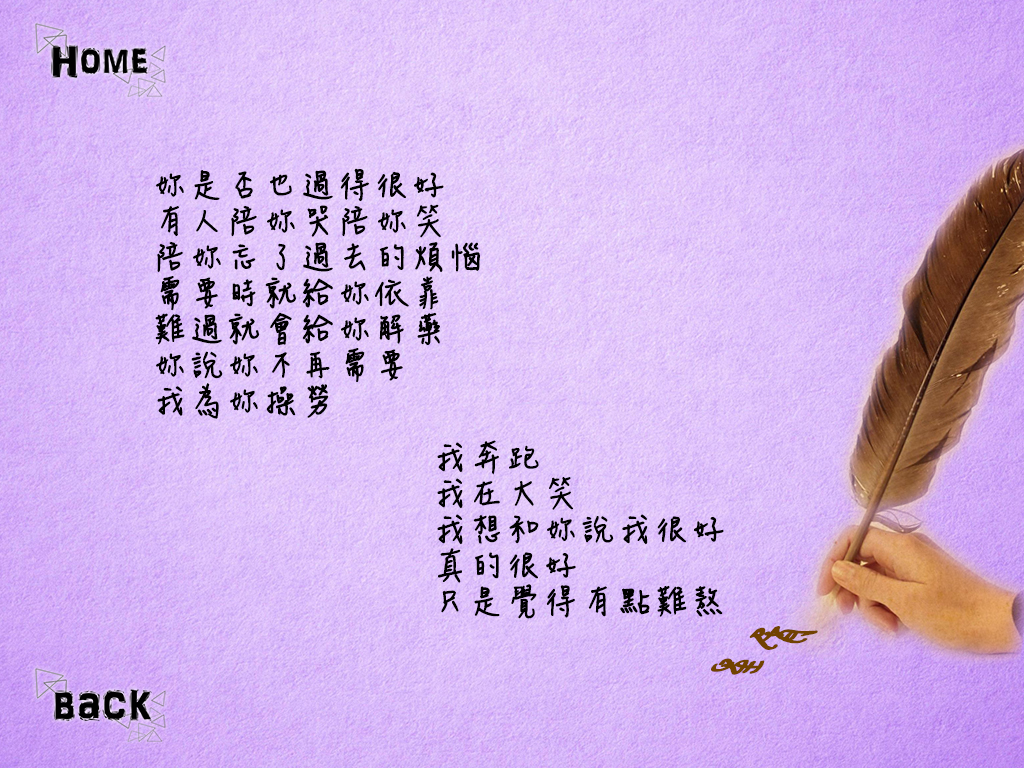 HOME
妳是否也過得很好
有人陪妳哭陪妳笑
陪妳忘了過去的煩惱
需要時就給妳依靠
難過就會給妳解藥
妳說妳不再需要
我為妳操勞
我奔跑
我在大笑
我想和妳說我很好
真的很好
只是覺得有點難熬
BaCK